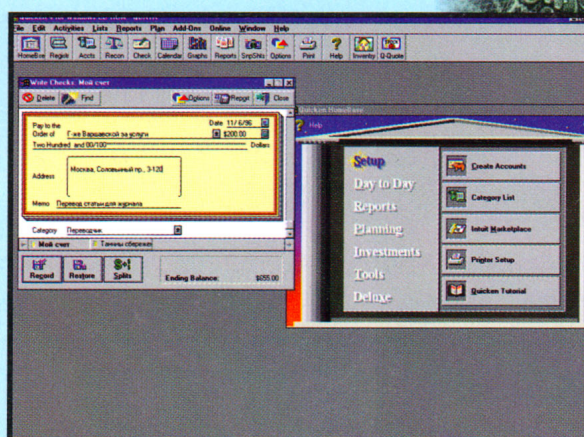 File Edit Activities Lists Reports Plan Add-Ons Online Window Help
HomeBse Regist Accts Recon Check Calendar Graphs Reports SnpShts Options Print Help Inventry Q-Quote
Write Checks: Мой счет
Delete Find Options Report Close
Pay to the
Order of Г-же Варшавской за услуги
Date 11/ 6/96
$200.00
Two Hundred and 00/100 Dollars
Address
Москва, Соловьиный пр., 3-120
Memo Перевод статьи для журнала
Category Переводчик
Мой счет
Record Restore Splits
Ending Balance: $655.00
Quicken HomeBase
Help
Setup
Day to Day
Reports
Planning
Investments
Tools
Deluxe
Create Accounts
Category List
Intuit Marketplace
Printer Setup
Quicken Tutorial